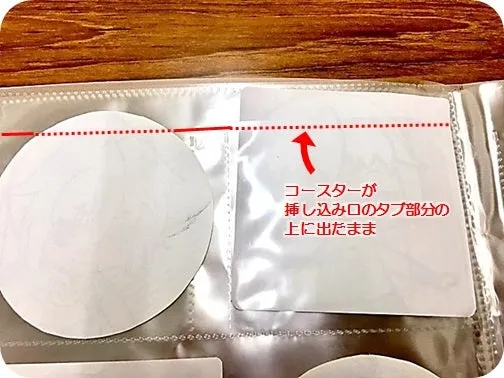 コースターが
挿し込み口のタブ部分の
上に出たまま